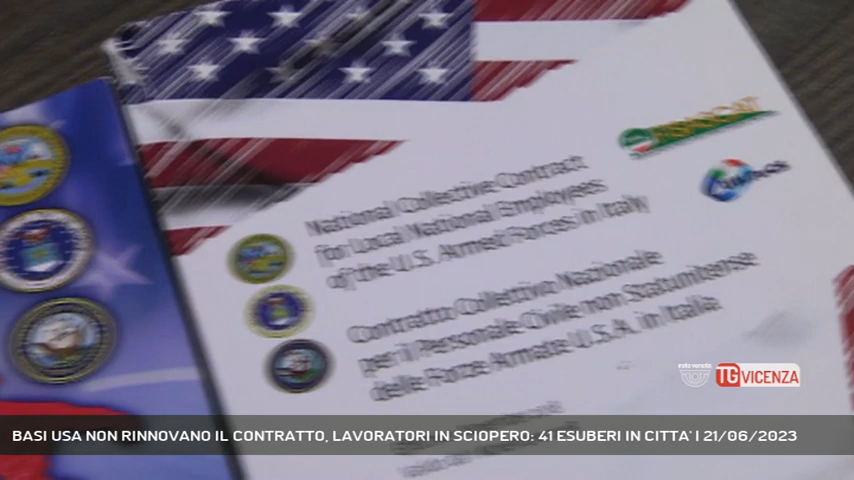 National Collective Contract
for Local National Employees
of the U.S. Armed Forces in Italy
Contratto Collettivo Nazionale
per il Personale Civile non Statunitense
delle Forze Armate U.S.A. in Italia
rete veneta
TG VICENZA
BASI USA NON RINNOVANO IL CONTRATTO, LAVORATORI IN SCIOPERO: 41 ESUBERI IN CITTA' | 21/06/2023